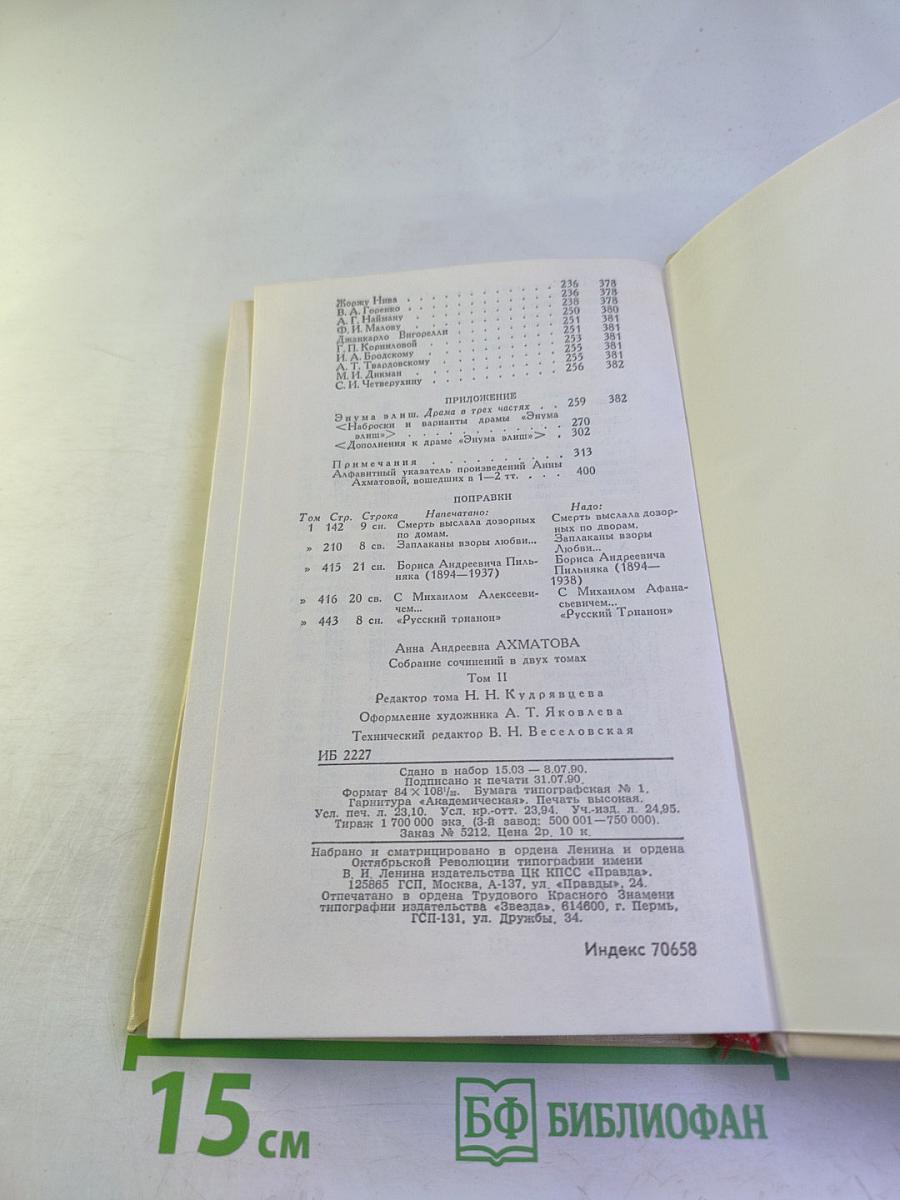 Жоржу Нива . . . . . . . . . . . 236 378
В. А. Горенко . . . . . . . . . . 236 378
А. Г. Найману . . . . . . . . . . 238 378
Ф. И. Малову . . . . . . . . . . 250 380
Джанкарло Вигорелли . . . . . . . 251 381
Г. П. Корниловой . . . . . . . . 251 381
И. А. Бродскому . . . . . . . . . 253 381
А. Т. Твардовскому . . . . . . . 255 381
М. И. Дикман . . . . . . . . . . 255 381
С. И. Четверухину . . . . . . . . 256 382
ПРИЛОЖЕНИЕ
Энума элиш. Драма в трех частях . . 259 382
<Наброски и варианты драмы «Энума
элиш»> . . . . . . . . . . . 270
<Дополнения к драме «Энума элиш»> . 302
Примечания . . . . . . . . . . 313
Алфавитный указатель произведений Анны
Ахматовой, вошедших в 1—2 тт. . . . 400
ПОПРАВКИ
Том Стр. Строка Напечатано: Надо:
1 142 9 сн. Смерть выслала дозорных Смерть выслала дозор-
по домам. ных по дворам.
» 210 8 св. Заплаканы взоры любви... Заплаканы взоры
Любви...
» 415 21 сн. Бориса Андреевича Пиль- Бориса Андреевича
няка (1894—1937) Пильняка (1894—
1938)
» 416 20 св. С Михаилом Алексееви- С Михаилом Афана-
чем... сьевичем...
» 443 8 сн. «Русский трианон» «Русский Трианон»
Анна Андреевна АХМАТОВА
Собрание сочинений в двух томах
Том II
Редактор тома Н. Н. Кудрявцева
Оформление художника А. Т. Яковлева
Технический редактор В. Н. Веселовская
ИБ 2227
Сдано в набор 15.03 — 8.07.90.
Подписано к печати 31.07.90.
Формат 84×108¹/₃₂. Бумага типографская № 1.
Гарнитура «Академическая». Печать высокая.
Усл. печ. л. 23,10. Усл. кр.-отт. 23,94. Уч.-изд. л. 24,95.
Тираж 1 700 000 экз. (3-й завод: 500 001—750 000).
Заказ № 5212. Цена 2р. 10 к.
Набрано и сматрицировано в ордена Ленина и ордена
Октябрьской Революции типографии имени
В. И. Ленина издательства ЦК КПСС «Правда».
125865 ГСП, Москва, А-137, ул. «Правды», 24.
Отпечатано в ордена Трудового Красного Знамени
типографии издательства «Звезда», 614600, г. Пермь,
ГСП-131, ул. Дружбы, 34.
Индекс 70658
15 см
БФ БИБЛИОФАН